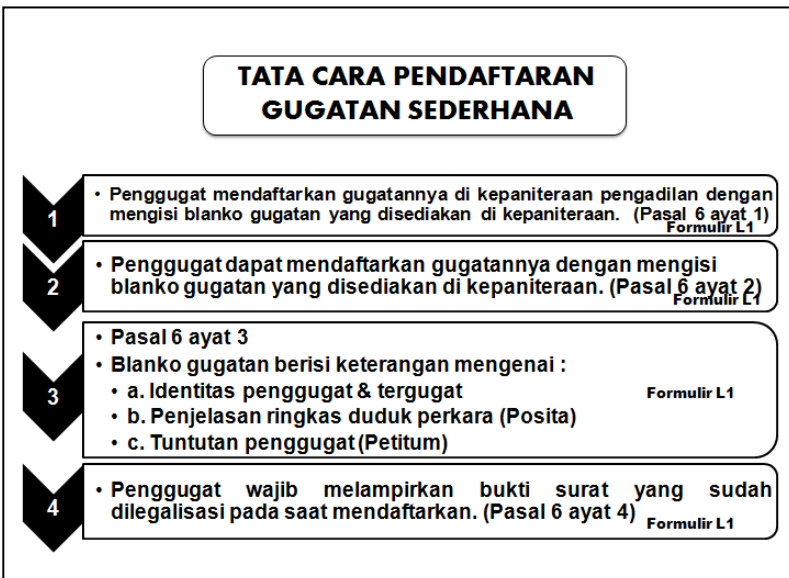 TATA CARA PENDAFTARAN
GUGATAN SEDERHANA
1
• Penggugat mendaftarkan gugatannya di kepaniteraan pengadilan dengan
mengisi blanko gugatan yang disediakan di kepaniteraan. (Pasal 6 ayat 1)
Formulir L1
2
• Penggugat dapat mendaftarkan gugatannya dengan mengisi
blanko gugatan yang disediakan di kepaniteraan. (Pasal 6 ayat 2)
Formulir L1
3
• Pasal 6 ayat 3
• Blanko gugatan berisi keterangan mengenai :
• a. Identitas penggugat & tergugat
Formulir L1
• b. Penjelasan ringkas duduk perkara (Posita)
• c. Tuntutan penggugat (Petitum)
4
• Penggugat wajib melampirkan bukti surat yang sudah
dilegalisasi pada saat mendaftarkan. (Pasal 6 ayat 4)
Formulir L1